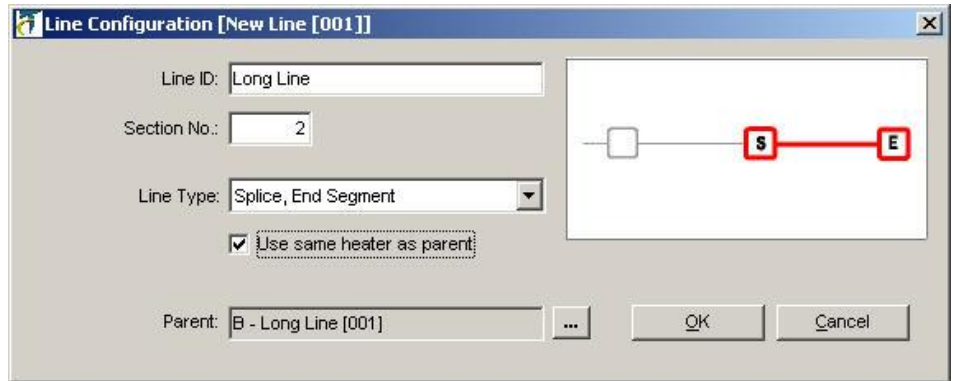 Line Configuration [New Line [001]]
Line ID: Long Line
Section No.: 2
S E
Line Type: Splice, End Segment
Use same heater as parent
Parent: B - Long Line [001] ... OK Cancel